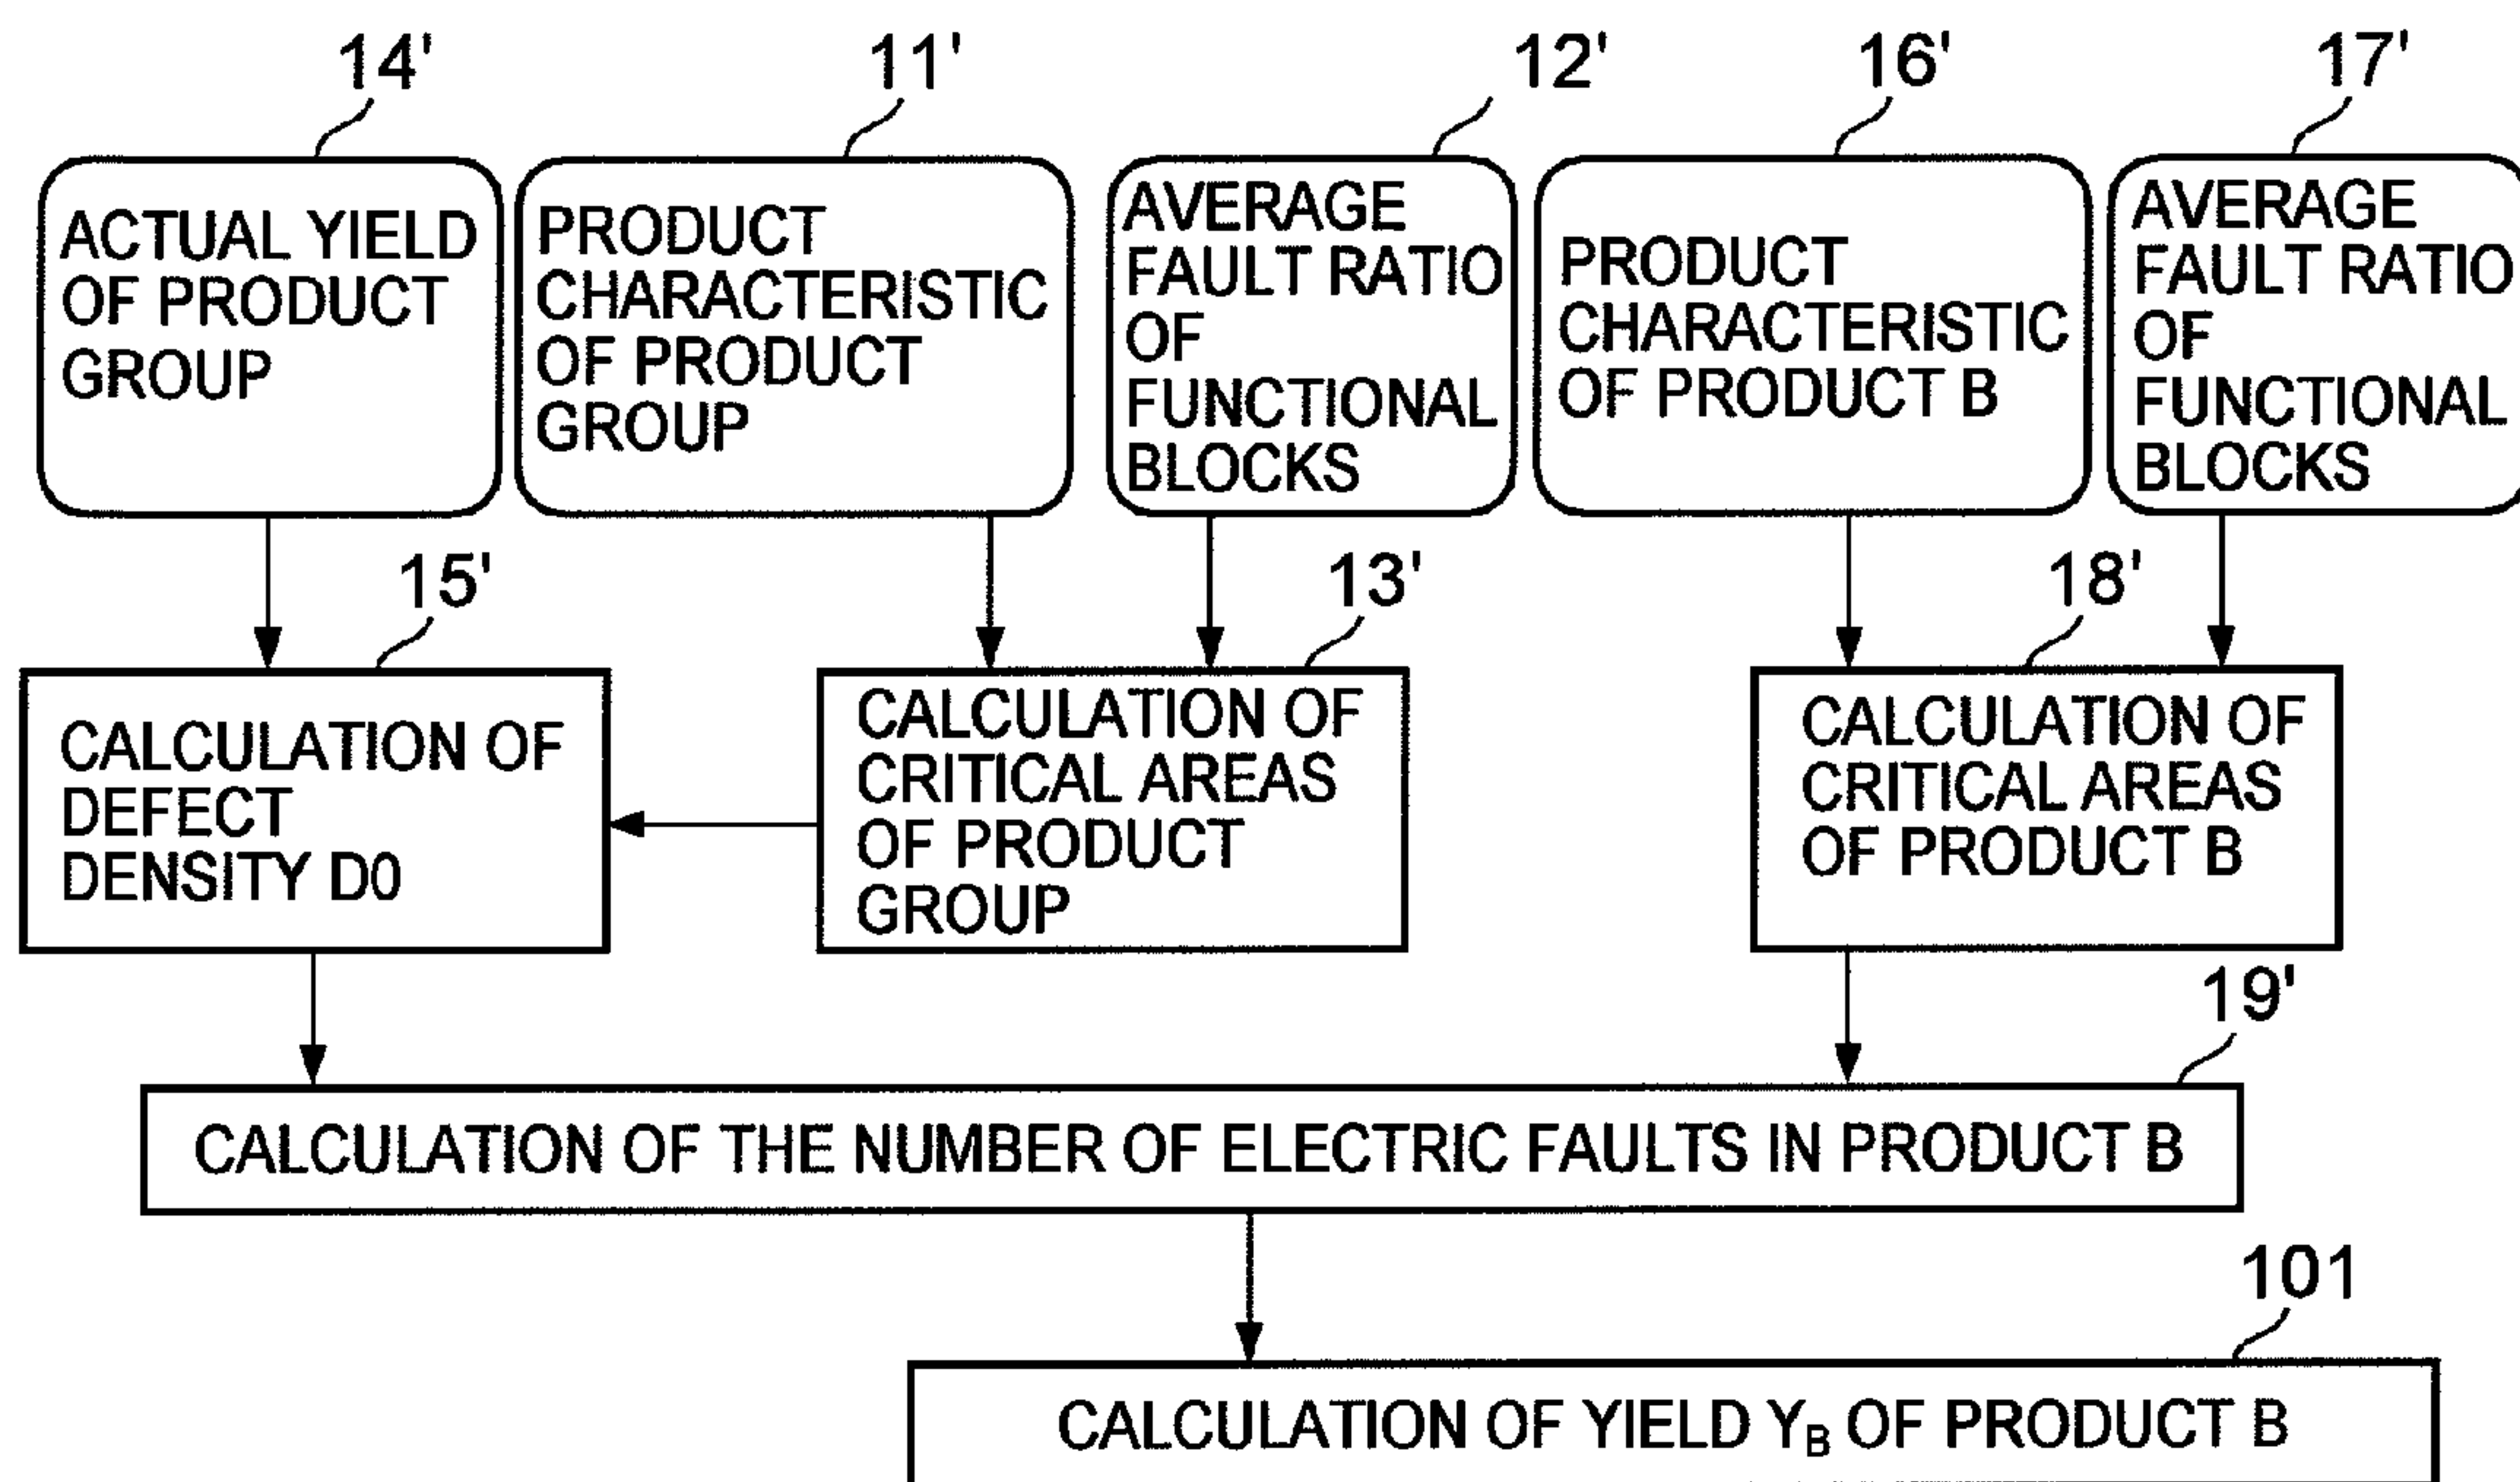 14'
11'
12'
16'
17'
ACTUAL YIELD
OF PRODUCT
GROUP
PRODUCT
CHARACTERISTIC
OF PRODUCT
GROUP
AVERAGE
FAULT RATIO
OF
FUNCTIONAL
BLOCKS
PRODUCT
CHARACTERISTIC
OF PRODUCT B
AVERAGE
FAULT RATIO
OF
FUNCTIONAL
BLOCKS
15'
13'
18'
CALCULATION OF
DEFECT
DENSITY D0
CALCULATION OF
CRITICAL AREAS
OF PRODUCT
GROUP
CALCULATION OF
CRITICAL AREAS
OF PRODUCT B
19'
CALCULATION OF THE NUMBER OF ELECTRIC FAULTS IN PRODUCT B
101
CALCULATION OF YIELD Y_B OF PRODUCT B